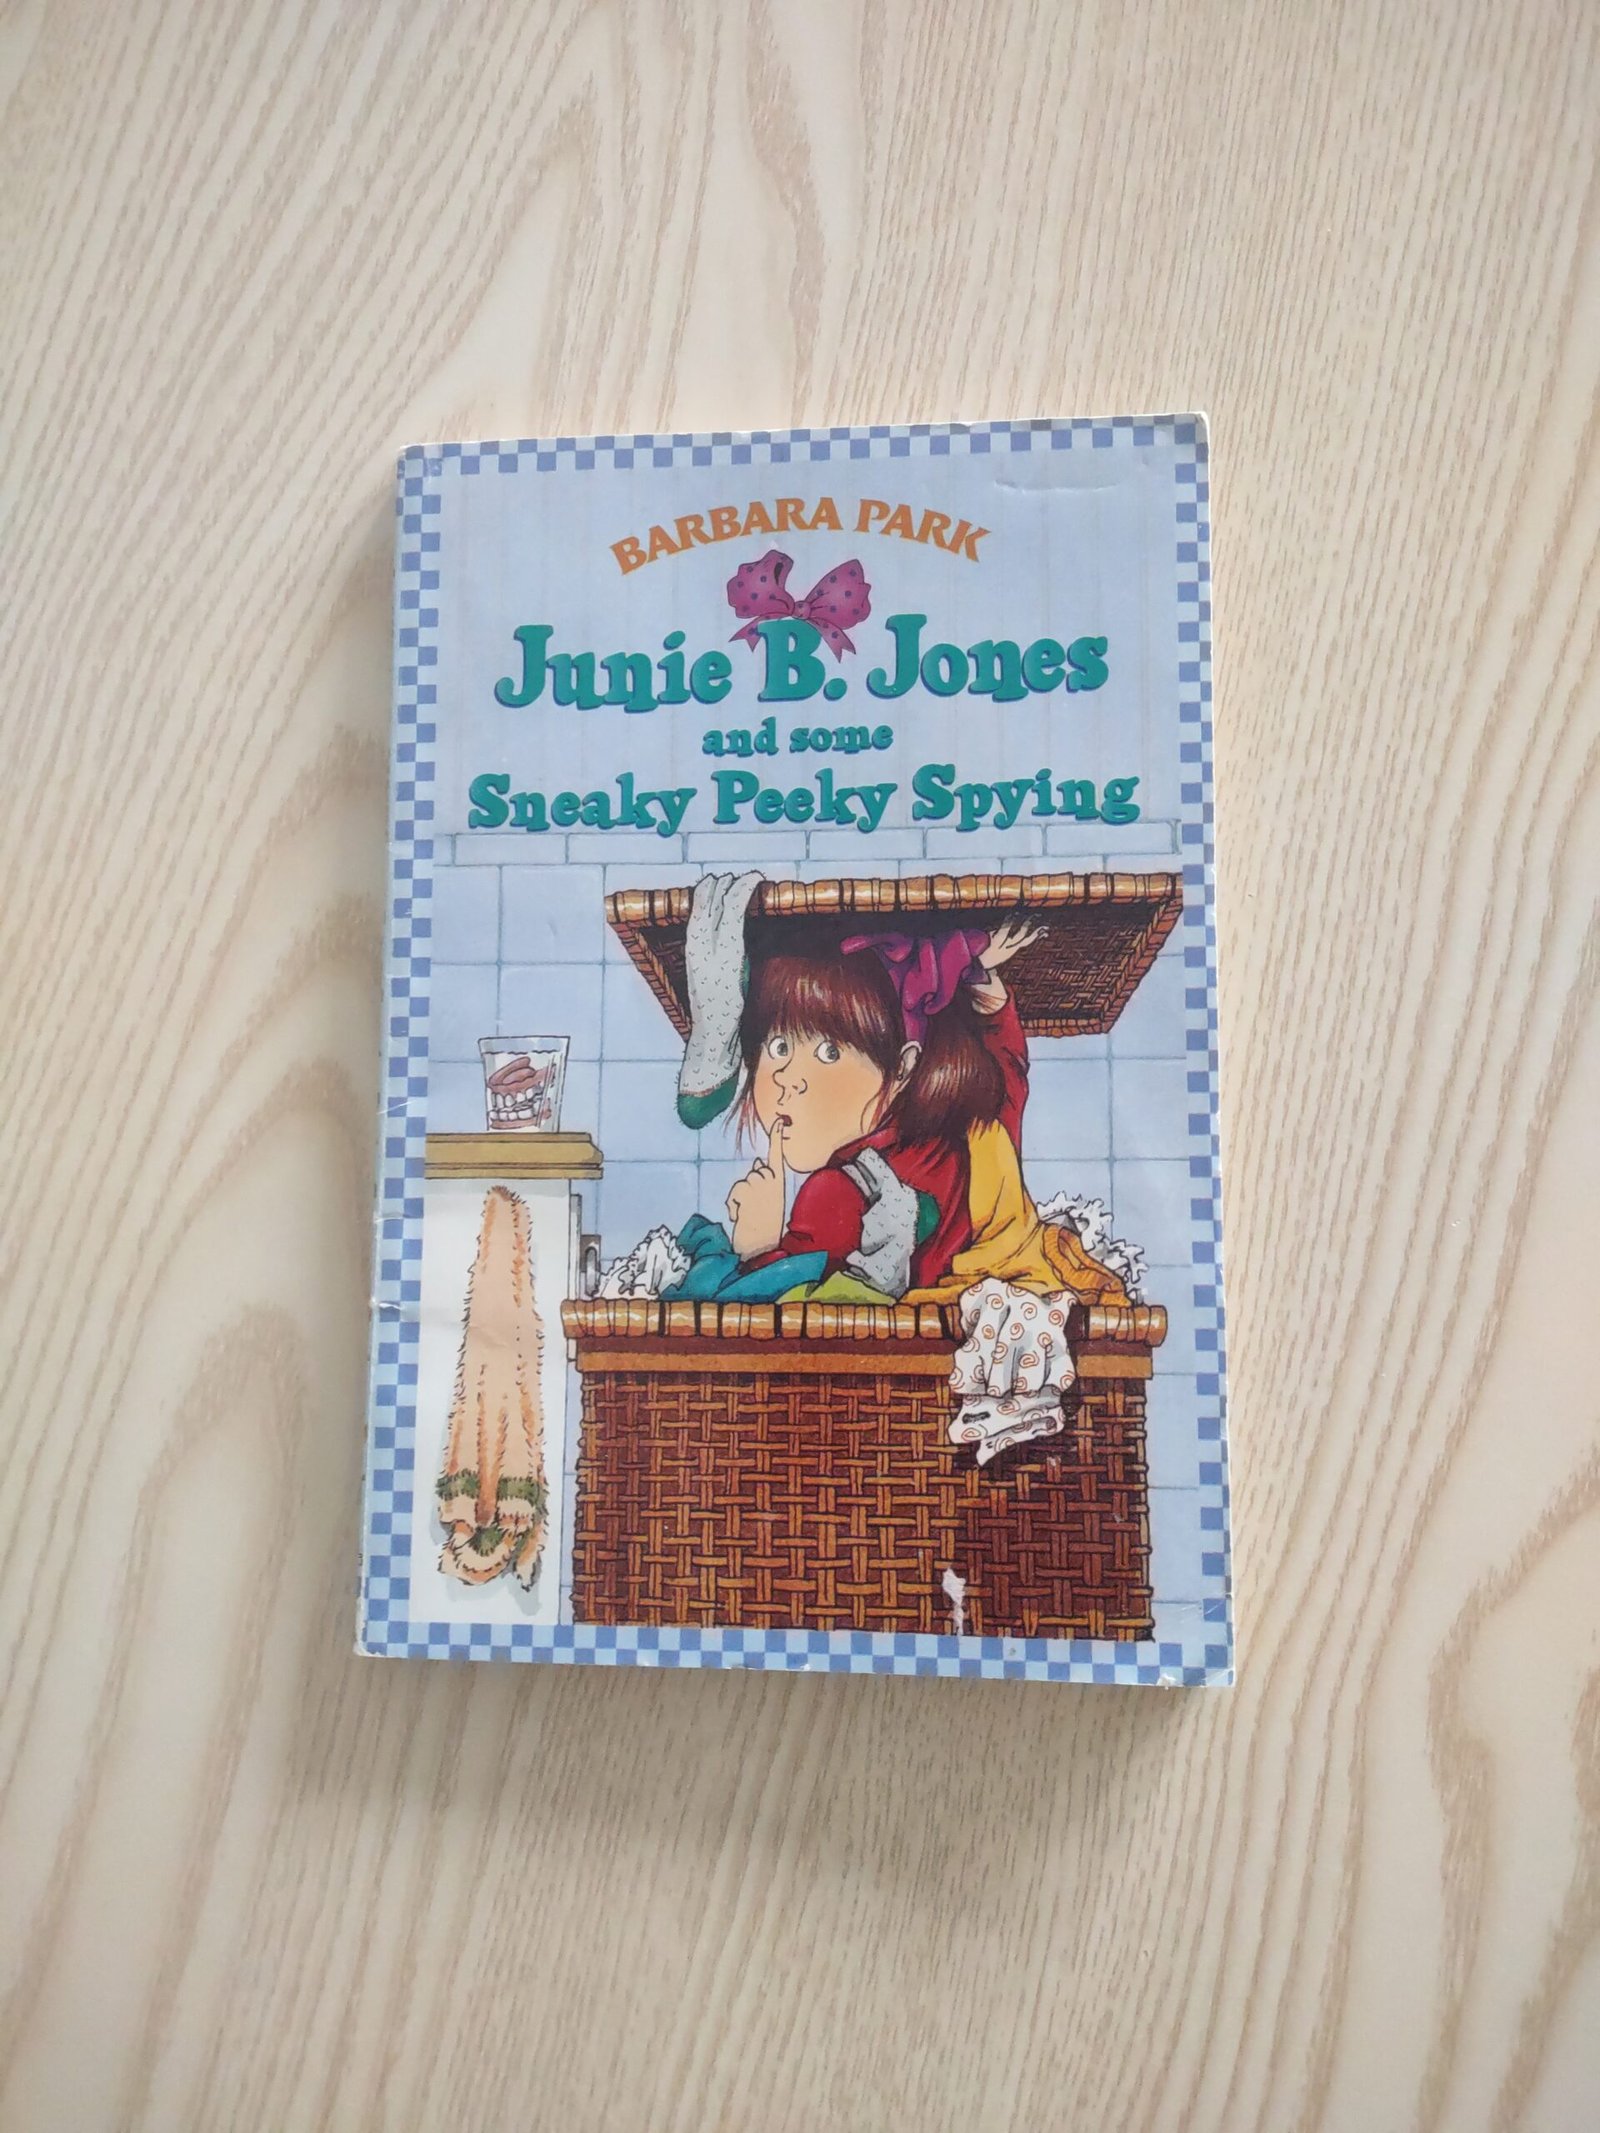 BARBARA PARK
Junie B. Jones
and some
Sneaky Peeky Spying